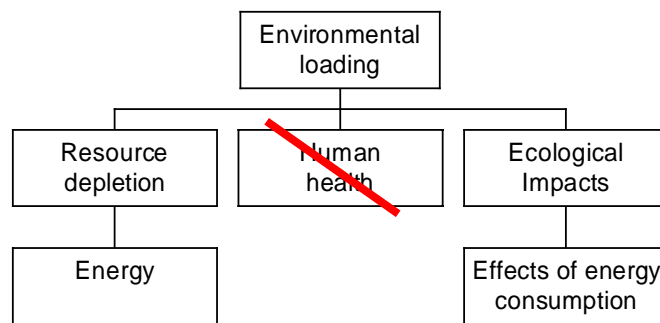 Environmental
loading
Resource
depletion
Human
health
Ecological
Impacts
Energy
Effects of energy
consumption